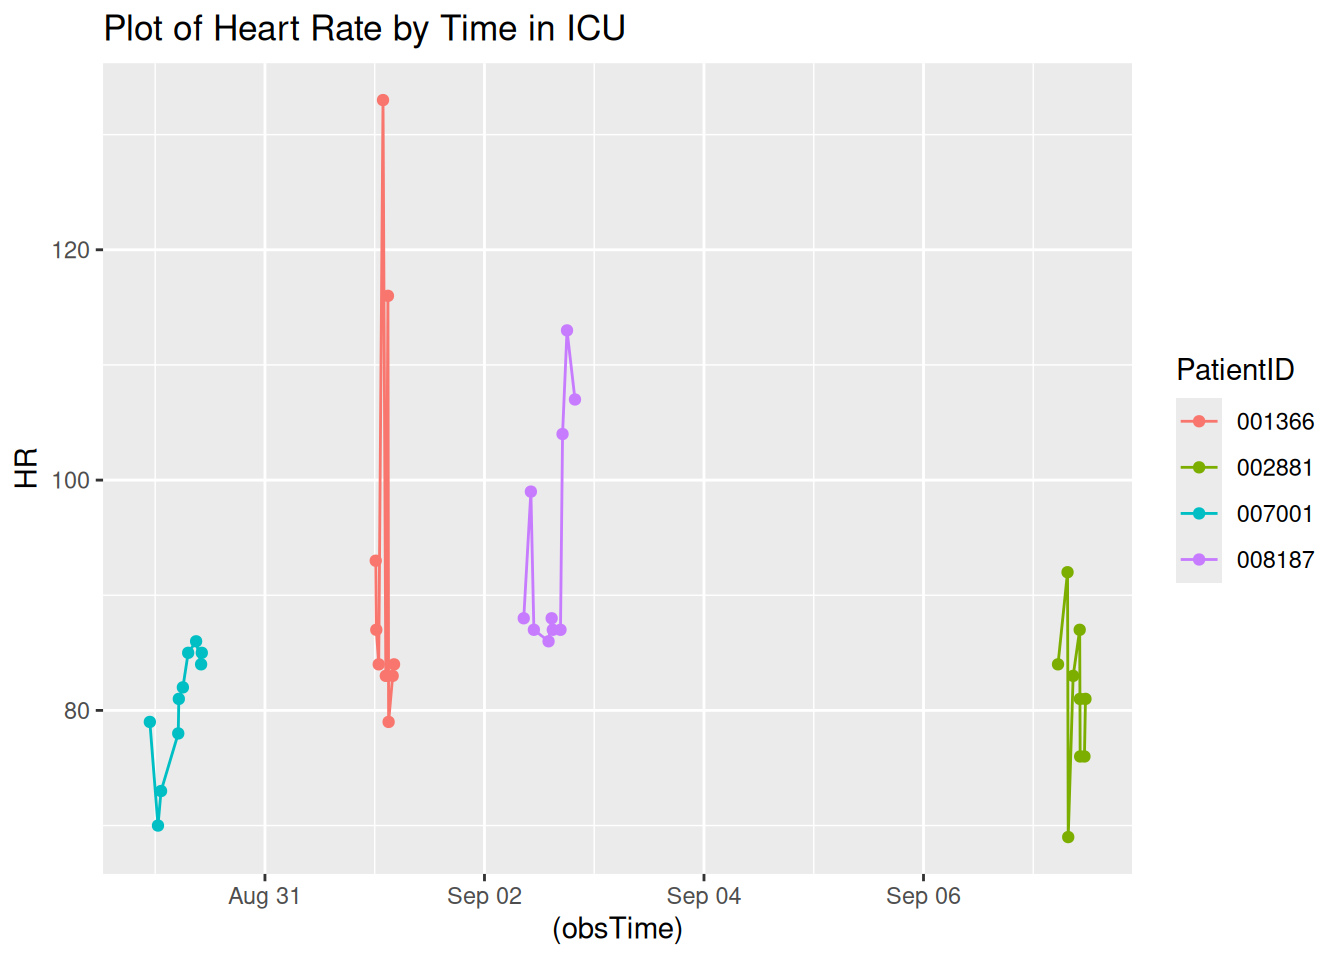 Plot of Heart Rate by Time in ICU
120
100
80
HR
Aug 31
Sep 02
Sep 04
Sep 06
(obsTime)
PatientID
001366
002881
007001
008187